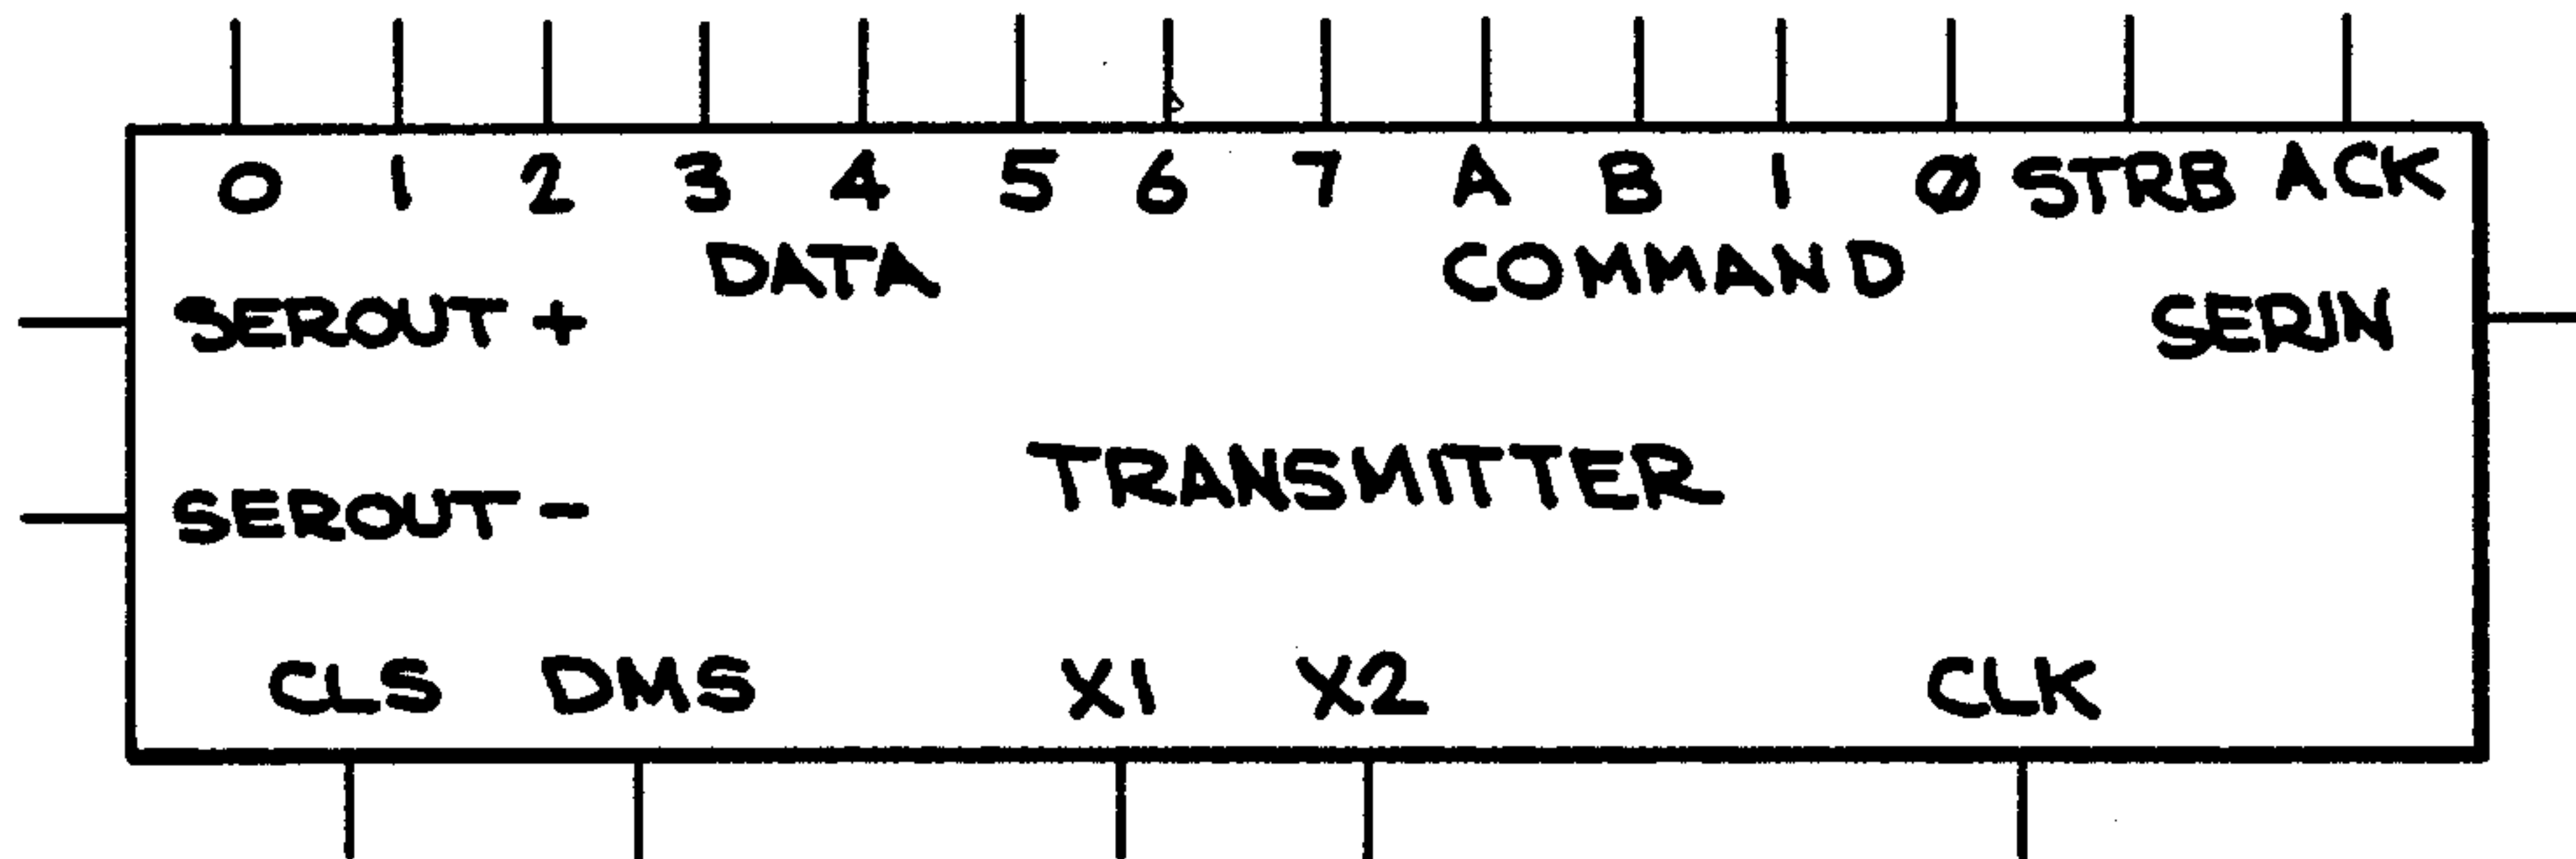 0 1 2 3 4 5 6 7 A B 1 Ø STRB ACK
DATA COMMAND
SEROUT + SERIN
SEROUT - TRANSMITTER
CLS DMS X1 X2 CLK